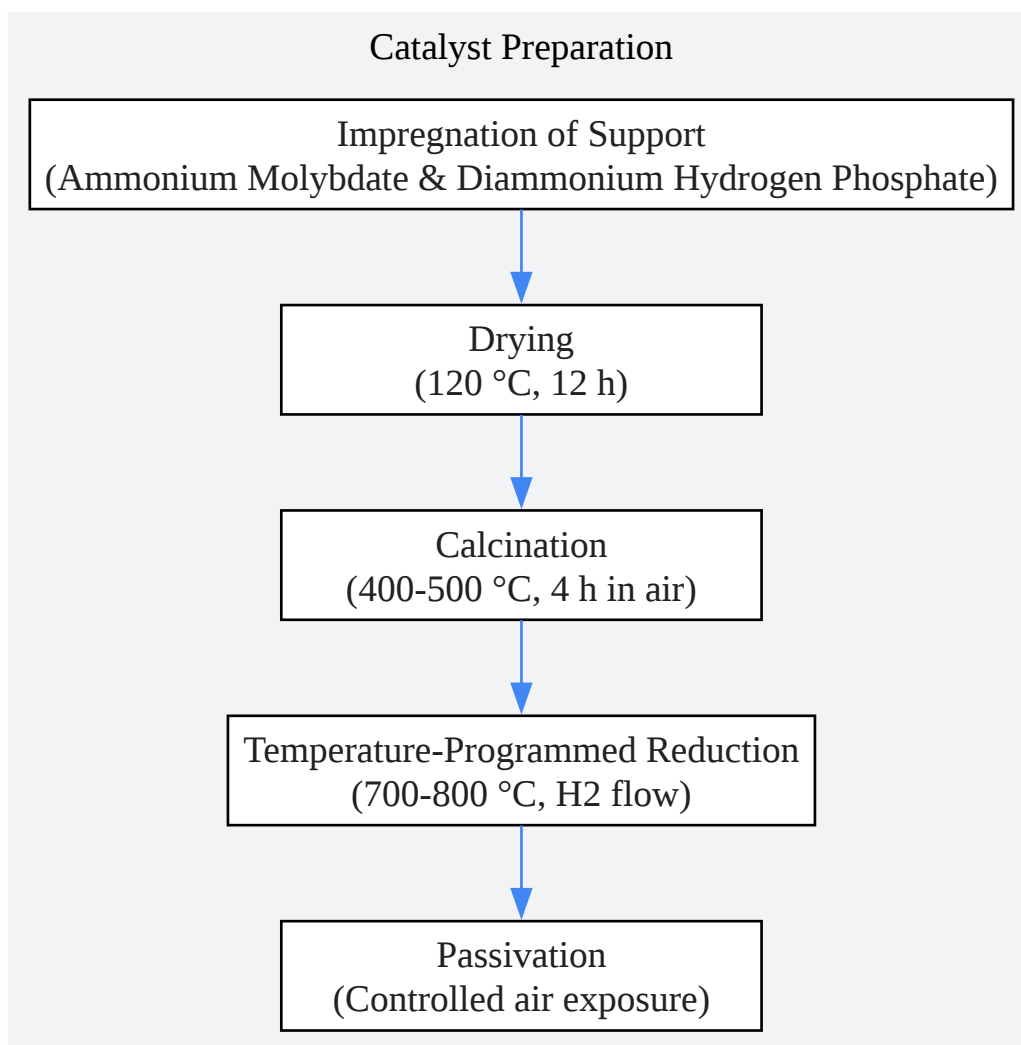 Catalyst Preparation
Impregnation of Support
(Ammonium Molybdate & Diammonium Hydrogen Phosphate)
Drying
(120 °C, 12 h)
Calcination
(400-500 °C, 4 h in air)
Temperature-Programmed Reduction
(700-800 °C, H2 flow)
Passivation
(Controlled air exposure)